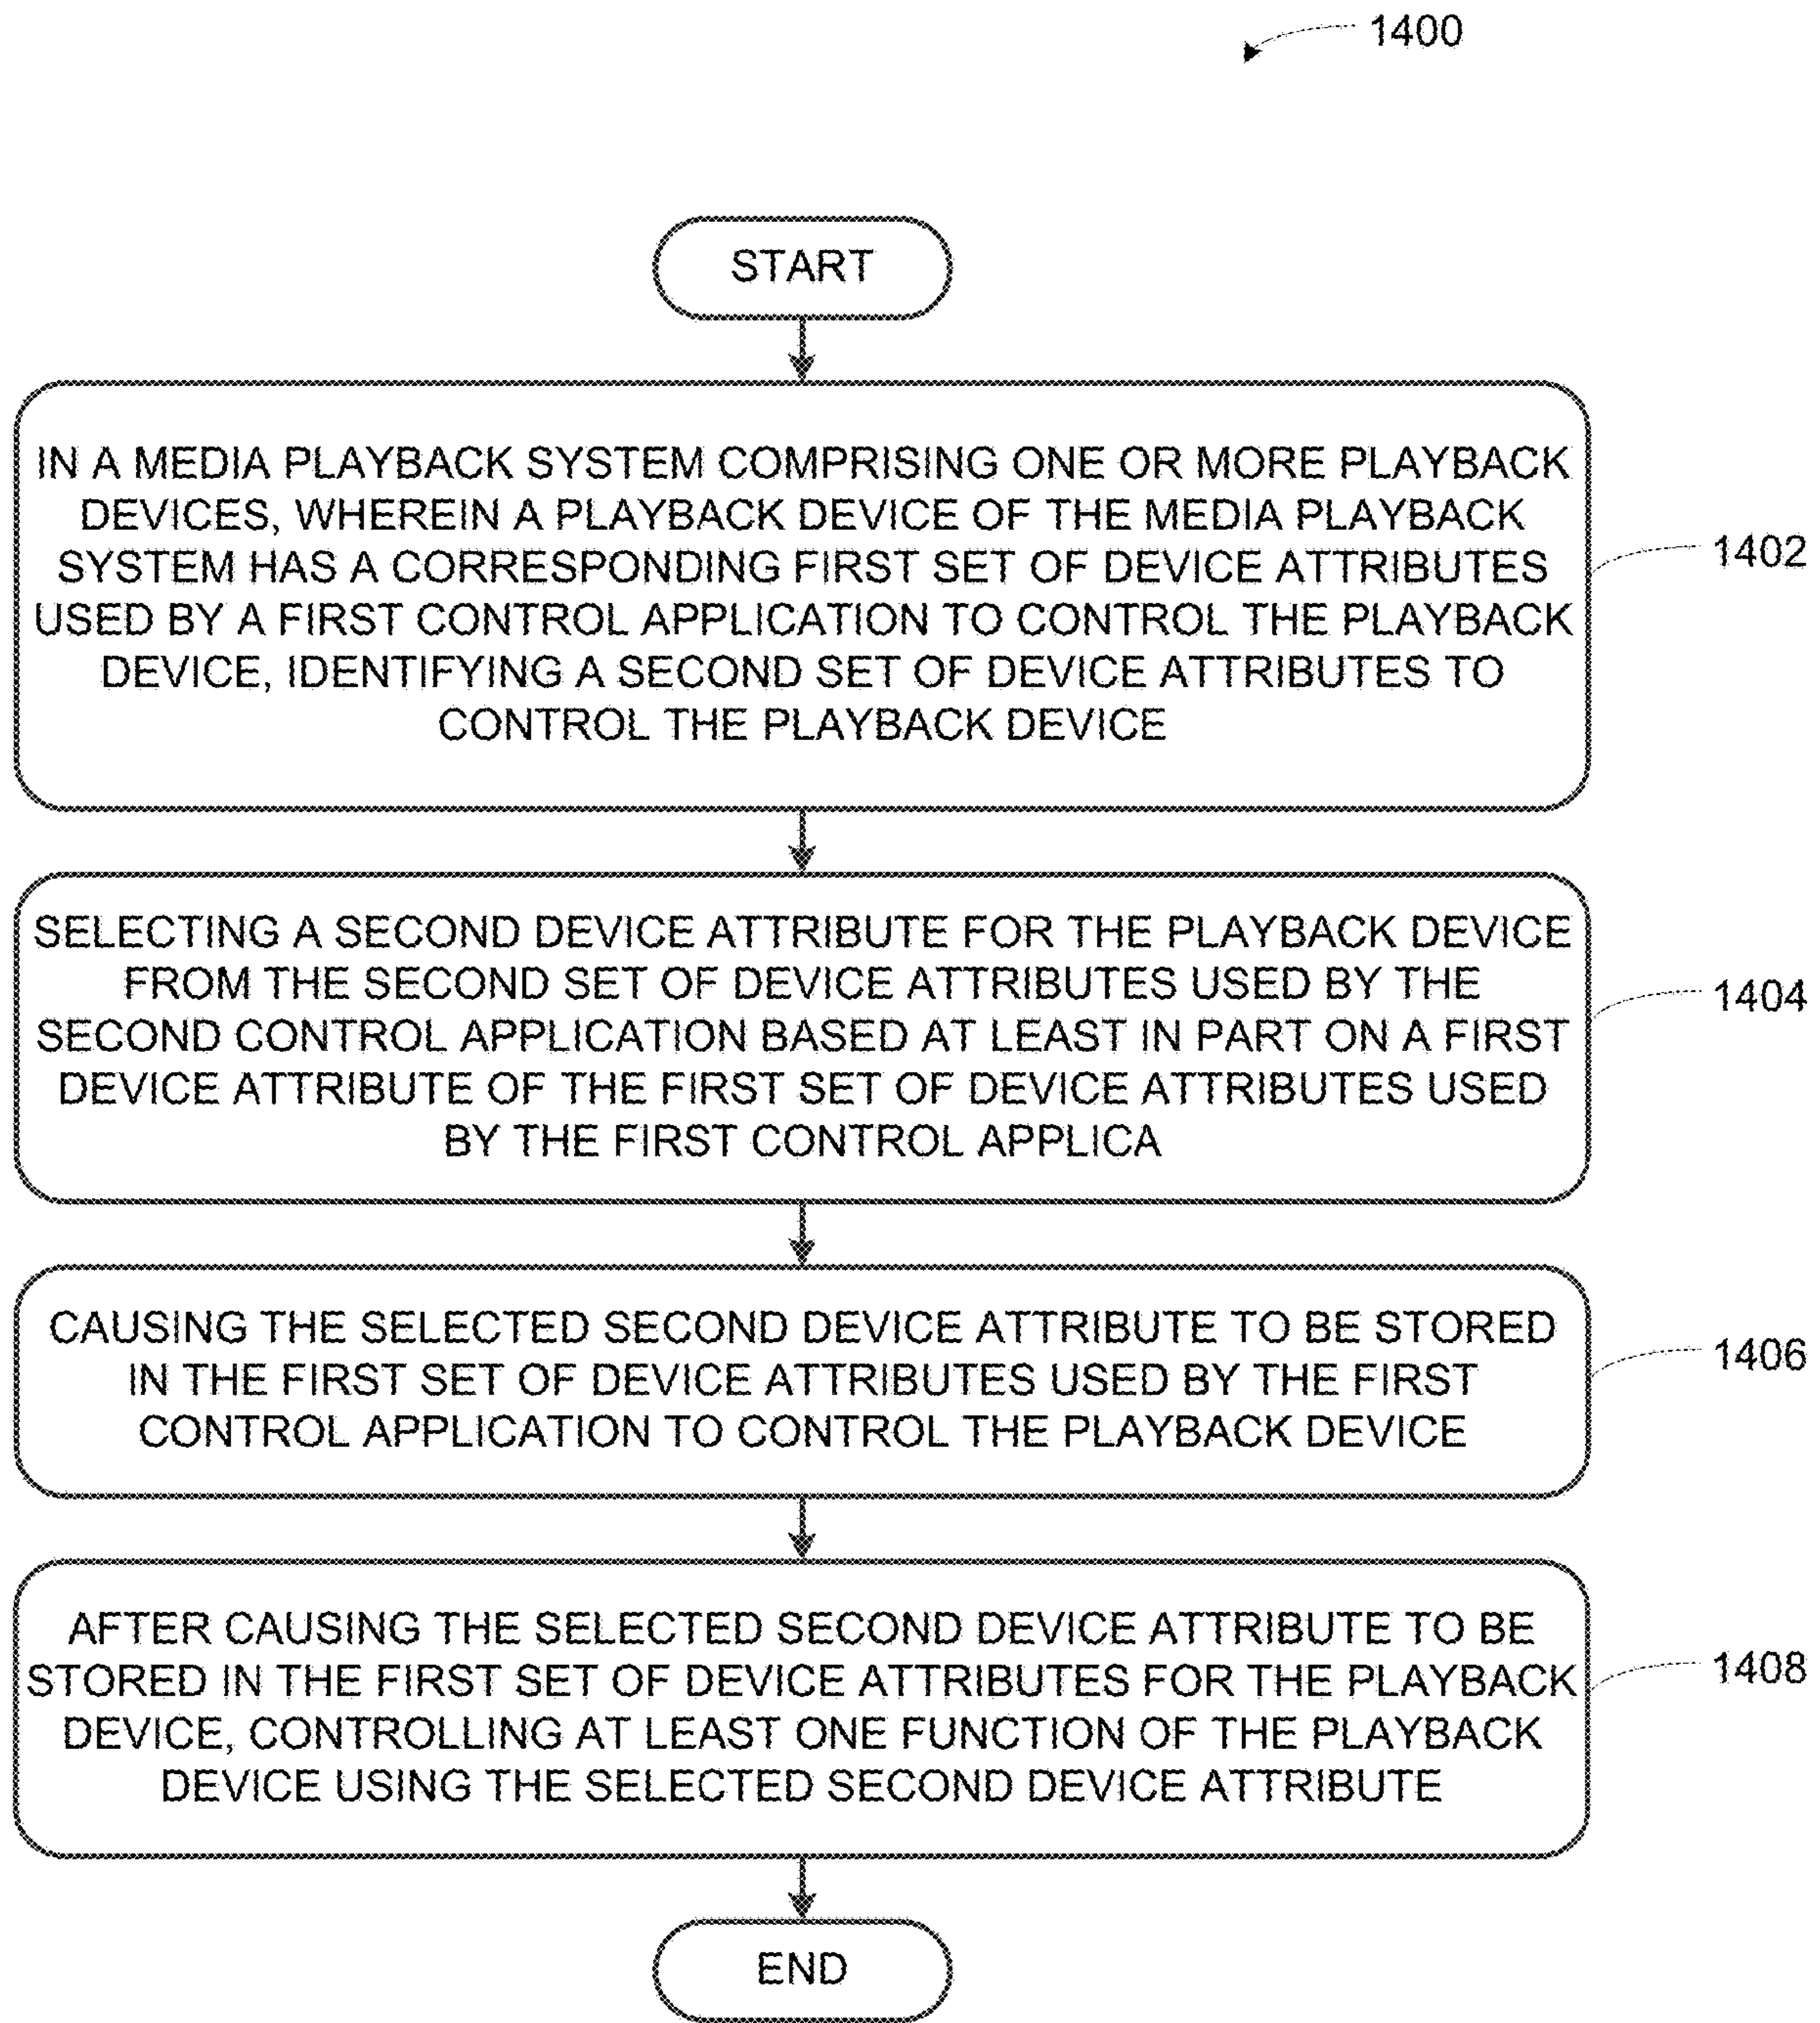 1400
START
IN A MEDIA PLAYBACK SYSTEM COMPRISING ONE OR MORE PLAYBACK
DEVICES, WHEREIN A PLAYBACK DEVICE OF THE MEDIA PLAYBACK
SYSTEM HAS A CORRESPONDING FIRST SET OF DEVICE ATTRIBUTES
USED BY A FIRST CONTROL APPLICATION TO CONTROL THE PLAYBACK
DEVICE, IDENTIFYING A SECOND SET OF DEVICE ATTRIBUTES TO
CONTROL THE PLAYBACK DEVICE
1402
SELECTING A SECOND DEVICE ATTRIBUTE FOR THE PLAYBACK DEVICE
FROM THE SECOND SET OF DEVICE ATTRIBUTES USED BY THE
SECOND CONTROL APPLICATION BASED AT LEAST IN PART ON A FIRST
DEVICE ATTRIBUTE OF THE FIRST SET OF DEVICE ATTRIBUTES USED
BY THE FIRST CONTROL APPLICA
1404
CAUSING THE SELECTED SECOND DEVICE ATTRIBUTE TO BE STORED
IN THE FIRST SET OF DEVICE ATTRIBUTES USED BY THE FIRST
CONTROL APPLICATION TO CONTROL THE PLAYBACK DEVICE
1406
AFTER CAUSING THE SELECTED SECOND DEVICE ATTRIBUTE TO BE
STORED IN THE FIRST SET OF DEVICE ATTRIBUTES FOR THE PLAYBACK
DEVICE, CONTROLLING AT LEAST ONE FUNCTION OF THE PLAYBACK
DEVICE USING THE SELECTED SECOND DEVICE ATTRIBUTE
1408
END